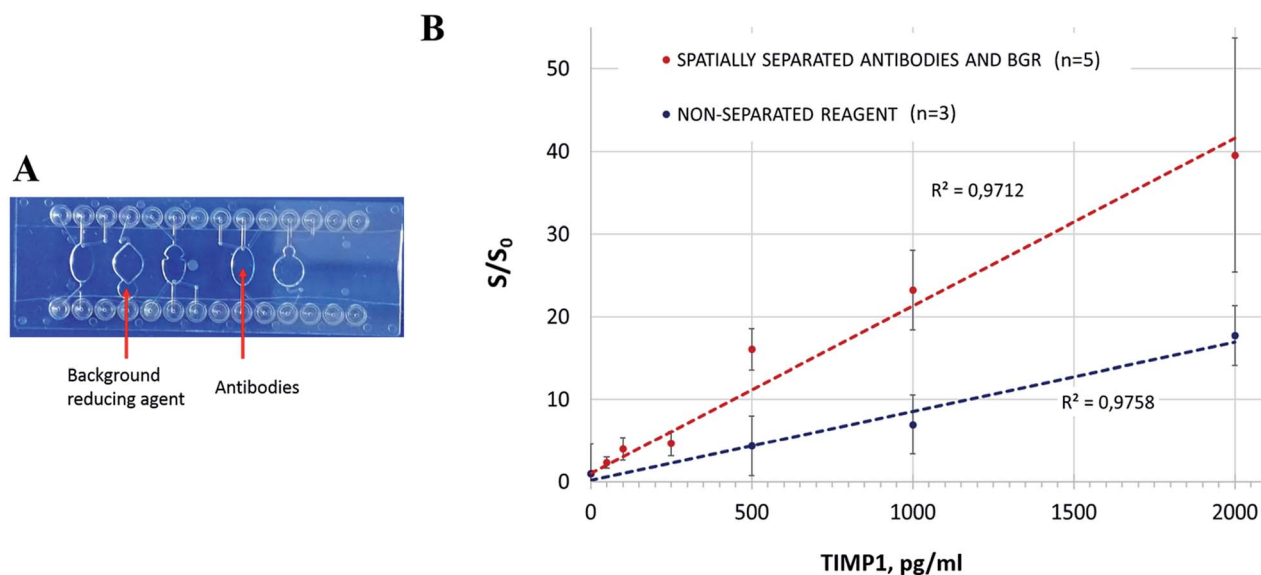 A
Background
reducing agent
Antibodies
B
SPATIALLY SEPARATED ANTIBODIES AND BGR (n=5)
NON-SEPARATED REAGENT (n=3)
R² = 0,9712
R² = 0,9758
S/S₀
50
40
30
20
10
0
0
500
1000
1500
2000
TIMP1, pg/ml